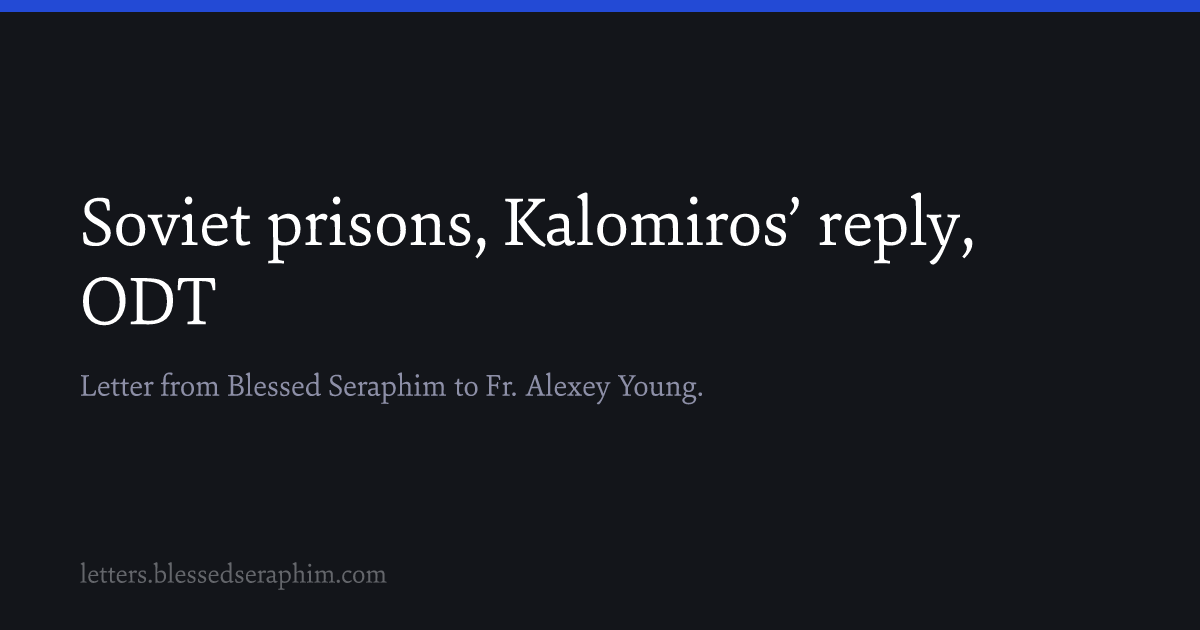 Soviet prisons, Kalomiros’ reply,
ODT
Letter from Blessed Seraphim to Fr. Alexey Young.
letters.blessedseraphim.com